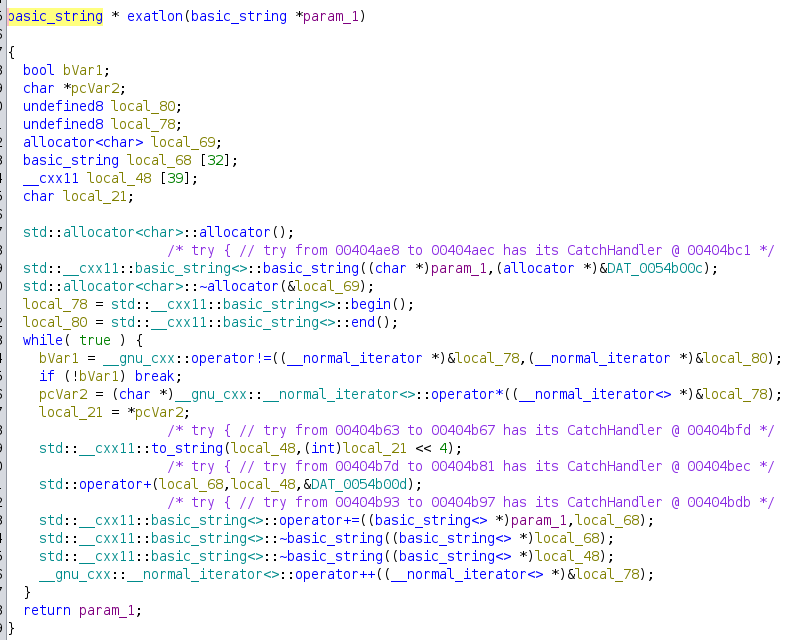 basic_string * exatlon(basic_string *param_1)
{
bool bVar1;
char *pcVar2;
undefined8 local_80;
undefined8 local_78;
allocator<char> local_69;
basic_string local_68 [32];
__cxx11 local_48 [39];
char local_21;
std::allocator<char>::allocator();
/* try { // try from 00404ae8 to 00404aec has its CatchHandler @ 00404bc1 */
std::__cxx11::basic_string<>::basic_string((char *)param_1,(allocator *)&DAT_0054b00c);
std::allocator<char>::~allocator(&local_69);
local_78 = std::__cxx11::basic_string<>::begin();
local_80 = std::__cxx11::basic_string<>::end();
while( true ) {
bVar1 = __gnu_cxx::operator!=((__normal_iterator *)&local_78,(__normal_iterator *)&local_80);
if (!bVar1) break;
pcVar2 = (char *)__gnu_cxx::__normal_iterator<>::operator*((__normal_iterator<> *)&local_78);
local_21 = *pcVar2;
/* try { // try from 00404b63 to 00404b67 has its CatchHandler @ 00404bfd */
std::__cxx11::to_string(local_48,(int)local_21 << 4);
/* try { // try from 00404b7d to 00404b81 has its CatchHandler @ 00404bec */
std::operator+(local_68,local_48,&DAT_0054b00d);
/* try { // try from 00404b93 to 00404b97 has its CatchHandler @ 00404bdb */
std::__cxx11::basic_string<>::operator+=((basic_string<> *)param_1,local_68);
std::__cxx11::basic_string<>::~basic_string((basic_string<> *)local_68);
std::__cxx11::basic_string<>::~basic_string((basic_string<> *)local_48);
__gnu_cxx::__normal_iterator<>::operator++((__normal_iterator<> *)&local_78);
}
return param_1;
}